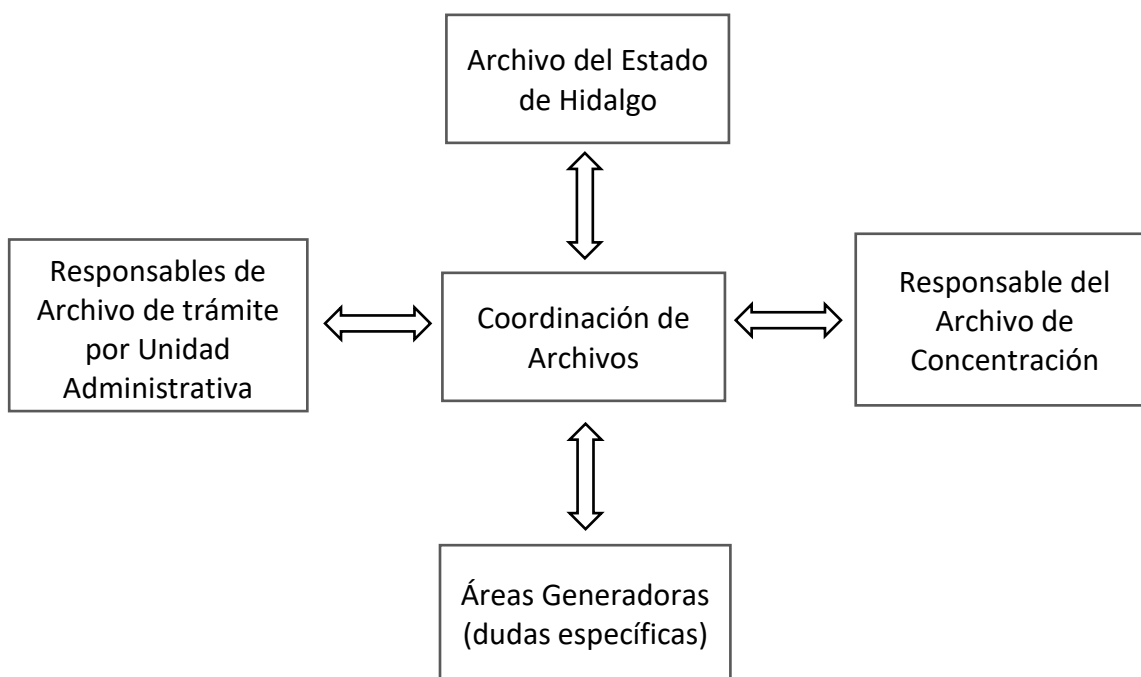 Archivo del Estado
de Hidalgo
Responsables de
Archivo de trámite
por Unidad
Administrativa
Coordinación de
Archivos
Responsable del
Archivo de
Concentración
Áreas Generadoras
(dudas específicas)